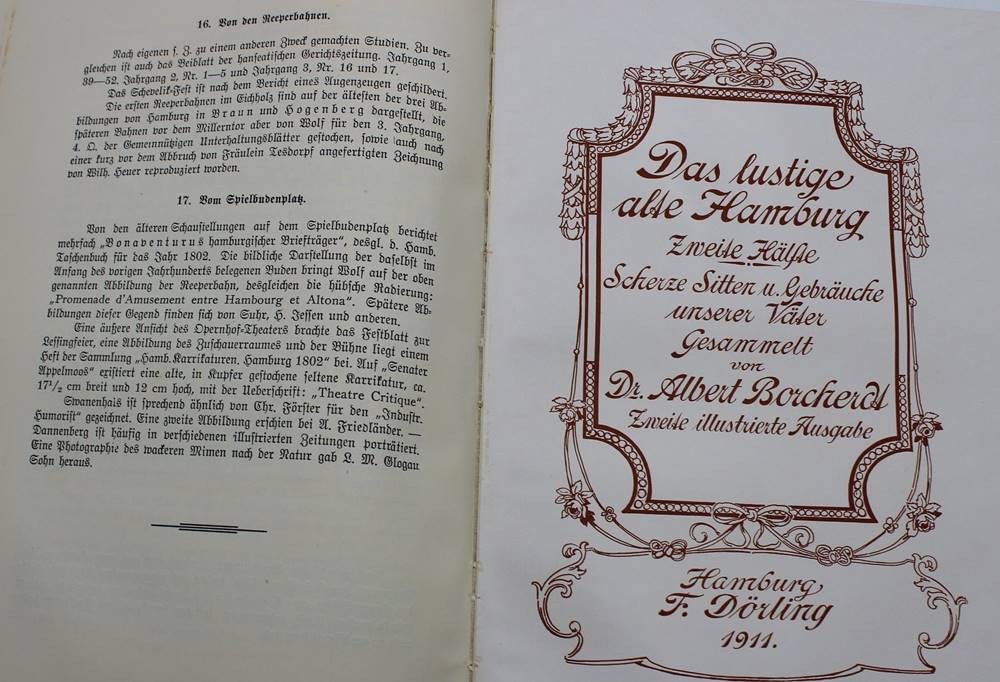 16. Von den Reeperbahnen.
Nach eigenen s. Z. zu einem anderen Zweck gemachten Studien. Zu ver-
gleichen ist auch das Beiblatt der hanseatischen Gerichtszeitung. Jahrgang 1,
39—52. Jahrgang 2, Nr. 1—5 und Jahrgang 3, Nr. 16 und 17.
Das Schevelik-Fest ist nach dem Bericht eines Augenzeugen geschildert.
Die ersten Reeperbahnen im Eichholz sind auf der ältesten der drei Ab-
bildungen von Hamburg in Braun und Hogenberg dargestellt, die
späteren Bahnen vor dem Millerntor aber von Wolf für den 3. Jahrgang,
4. Q. der Gemeinnützigen Unterhaltungsblätter gestochen, sowie auch nach
einer kurz vor dem Abbruch von Fräulein Tesdorpf angefertigten Zeichnung
von Wilh. Heuer reproduziert worden.
17. Vom Spielbudenplatz.
Von den älteren Schaustellungen auf dem Spielbudenplatz berichtet
mehrfach „Bonaventurus hamburgischer Briefträger", desgl. d. Hamb.
Taschenbuch für das Jahr 1802. Die bildliche Darstellung der daselbst im
Anfang des vorigen Jahrhunderts belegenen Buden bringt Wolf auf der oben
genannten Abbildung der Reeperbahn, desgleichen die hübsche Radierung:
„Promenade d'Amusement entre Hambourg et Altona". Spätere Ab-
bildungen dieser Gegend finden sich von Suhr, H. Jessen und anderen.
Eine äußere Ansicht des Opernhof-Theaters brachte das Festblatt zur
Lessingfeier, eine Abbildung des Zuschauerraumes und der Bühne liegt einem
Heft der Sammlung „Hamb. Karrikaturen. Hamburg 1802" bei. Auf „Senater
Appelmoos" existiert eine alte, in Kupfer gestochene seltene Karrikatur, ca.
17½ cm breit und 12 cm hoch, mit der Ueberschrift: „Theatre Critique".
Swanenhals ist sprechend ähnlich von Chr. Förster für den „Industr.
Humorist" gezeichnet. Eine zweite Abbildung erschien bei A. Friedländer. —
Dannenberg ist häufig in verschiedenen illustrierten Zeitungen porträtiert.
Eine Photographie des wackeren Mimen nach der Natur gab L. M. Glogau
Sohn heraus.
Das lustige
alte Hamburg
Zweite Hälfte
Scherze Sitten u. Gebräuche
unserer Väter
Gesammelt
von
Dr. Albert Borcherdt
Zweite illustrierte Ausgabe
Hamburg
F. Dörling
1911.